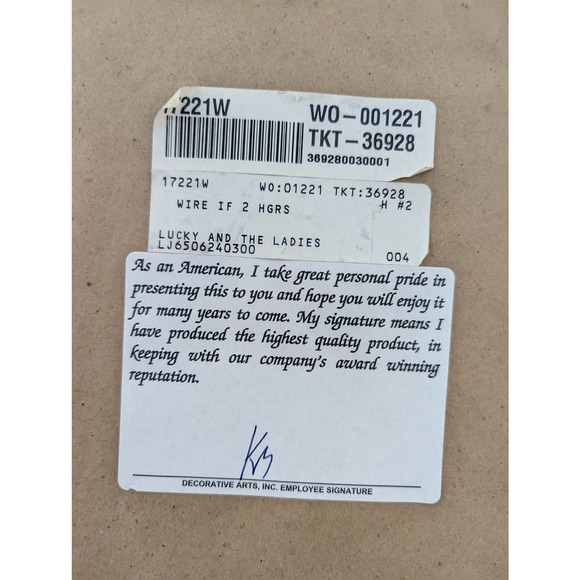 17221W
WO-001221
TKT-36928
369280030001
17221W WO:01221 TKT:36928
WIRE IF 2 HGRS H #2
LUCKY AND THE LADIES
LJ6506240300 004
As an American, I take great personal pride in
presenting this to you and hope you will enjoy it
for many years to come. My signature means I
have produced the highest quality product, in
keeping with our company's award winning
reputation.
DECORATIVE ARTS, INC. EMPLOYEE SIGNATURE